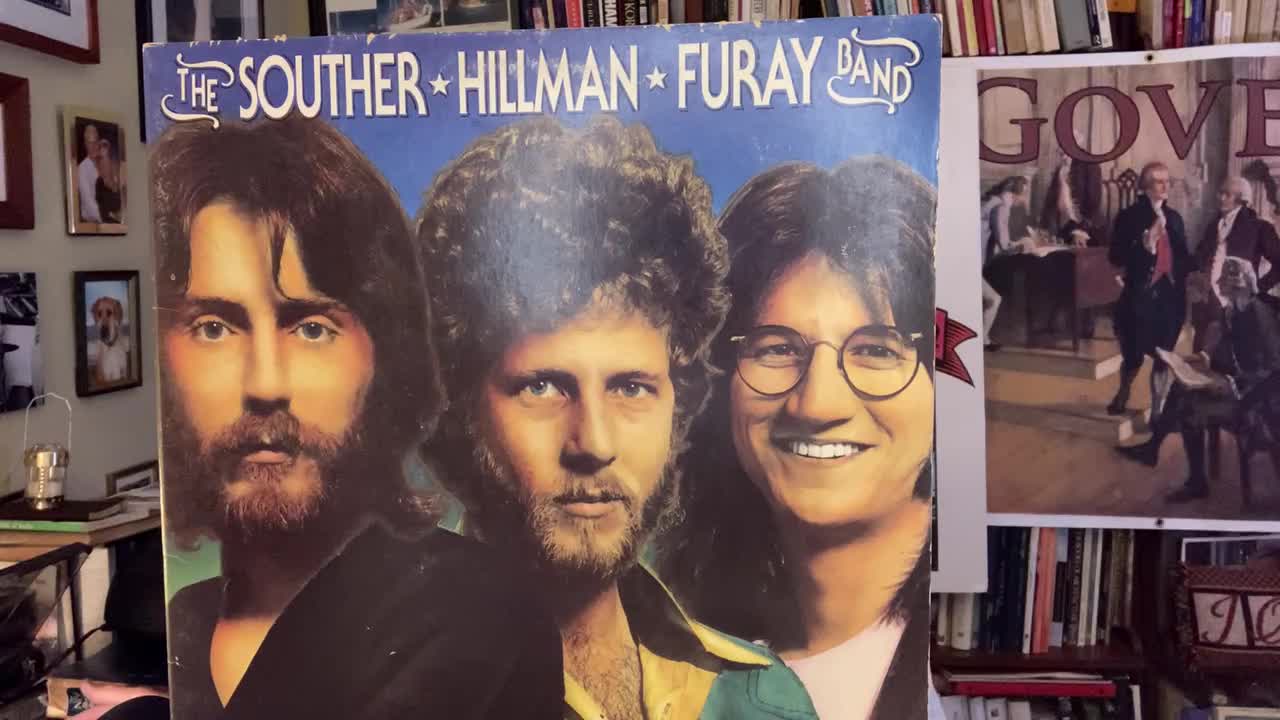 THE SOUTHER ★ HILLMAN ★ FURAY BAND
GOVE